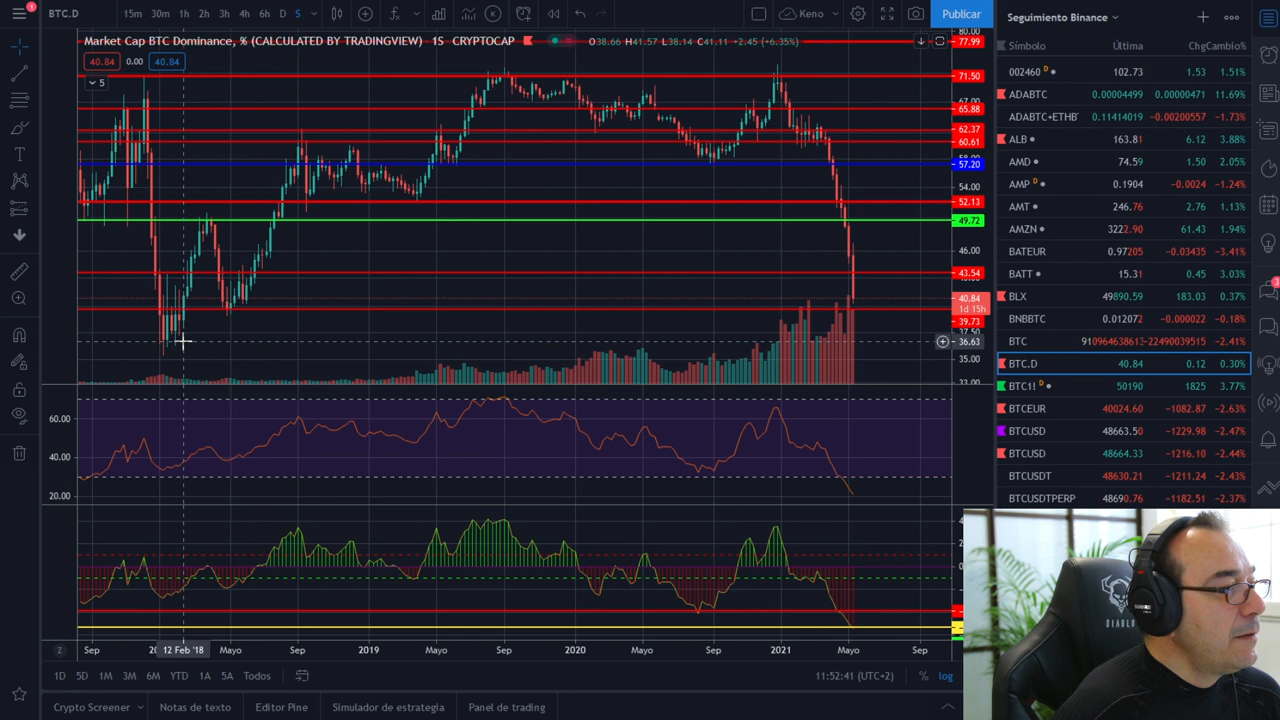 1
BTC.D 15m 30m 1h 2h 3h 4h 6h D S Keno Publicar
Market Cap BTC Dominance, % (CALCULATED BY TRADINGVIEW) 1S CRYPTOCAP O38.66 H41.57 L38.14 C41.11 +2.45 (+6.35%)
40.84 0.00 40.84
5
80.00
77.99
71.50
67.00
65.88
62.37
60.61
57.20
54.00
52.13
49.72
46.00
43.54
40.84
1d 15h
39.73
36.63
35.00
32.00
60.00
40.00
20.00
Sep 12 Feb '18 Mayo Sep 2019 Mayo Sep 2020 Mayo Sep 2021 Mayo Sep
Z
1D 5D 1M 3M 6M YTD 1A 5A Todos 11:52:41 (UTC+2) % log
Crypto Screener Notas de texto Editor Pine Simulador de estrategia Panel de trading
Seguimiento Binance
Símbolo Última Chg Cambio%
002460 D 102.73 1.53 1.51%
ADABTC 0.00004499 0.00000471 11.69%
ADABTC+ETHB 0.11414019 −0.00200557 −1.73%
ALB 163.81 6.12 3.88%
AMD 74.59 1.50 2.05%
AMP D 0.1904 −0.0024 −1.24%
AMT 246.76 2.76 1.13%
AMZN 3222.90 61.43 1.94%
BATEUR 0.97205 −0.03435 −3.41%
BATT 15.31 0.45 3.03%
BLX 49890.59 183.03 0.37%
BNBBTC 0.012072 −0.000022 −0.18%
BTC 910964638613 −22490039515 −2.41%
BTC.D 40.84 0.12 0.30%
BTC1! D 50190 1825 3.77%
BTCEUR 40024.60 −1082.87 −2.63%
BTCUSD 48663.50 −1229.98 −2.47%
BTCUSD 48664.33 −1216.10 −2.44%
BTCUSDT 48630.21 −1211.24 −2.43%
BTCUSDTPERP 48690.76 −1182.51 −2.37%
3
DIABLO